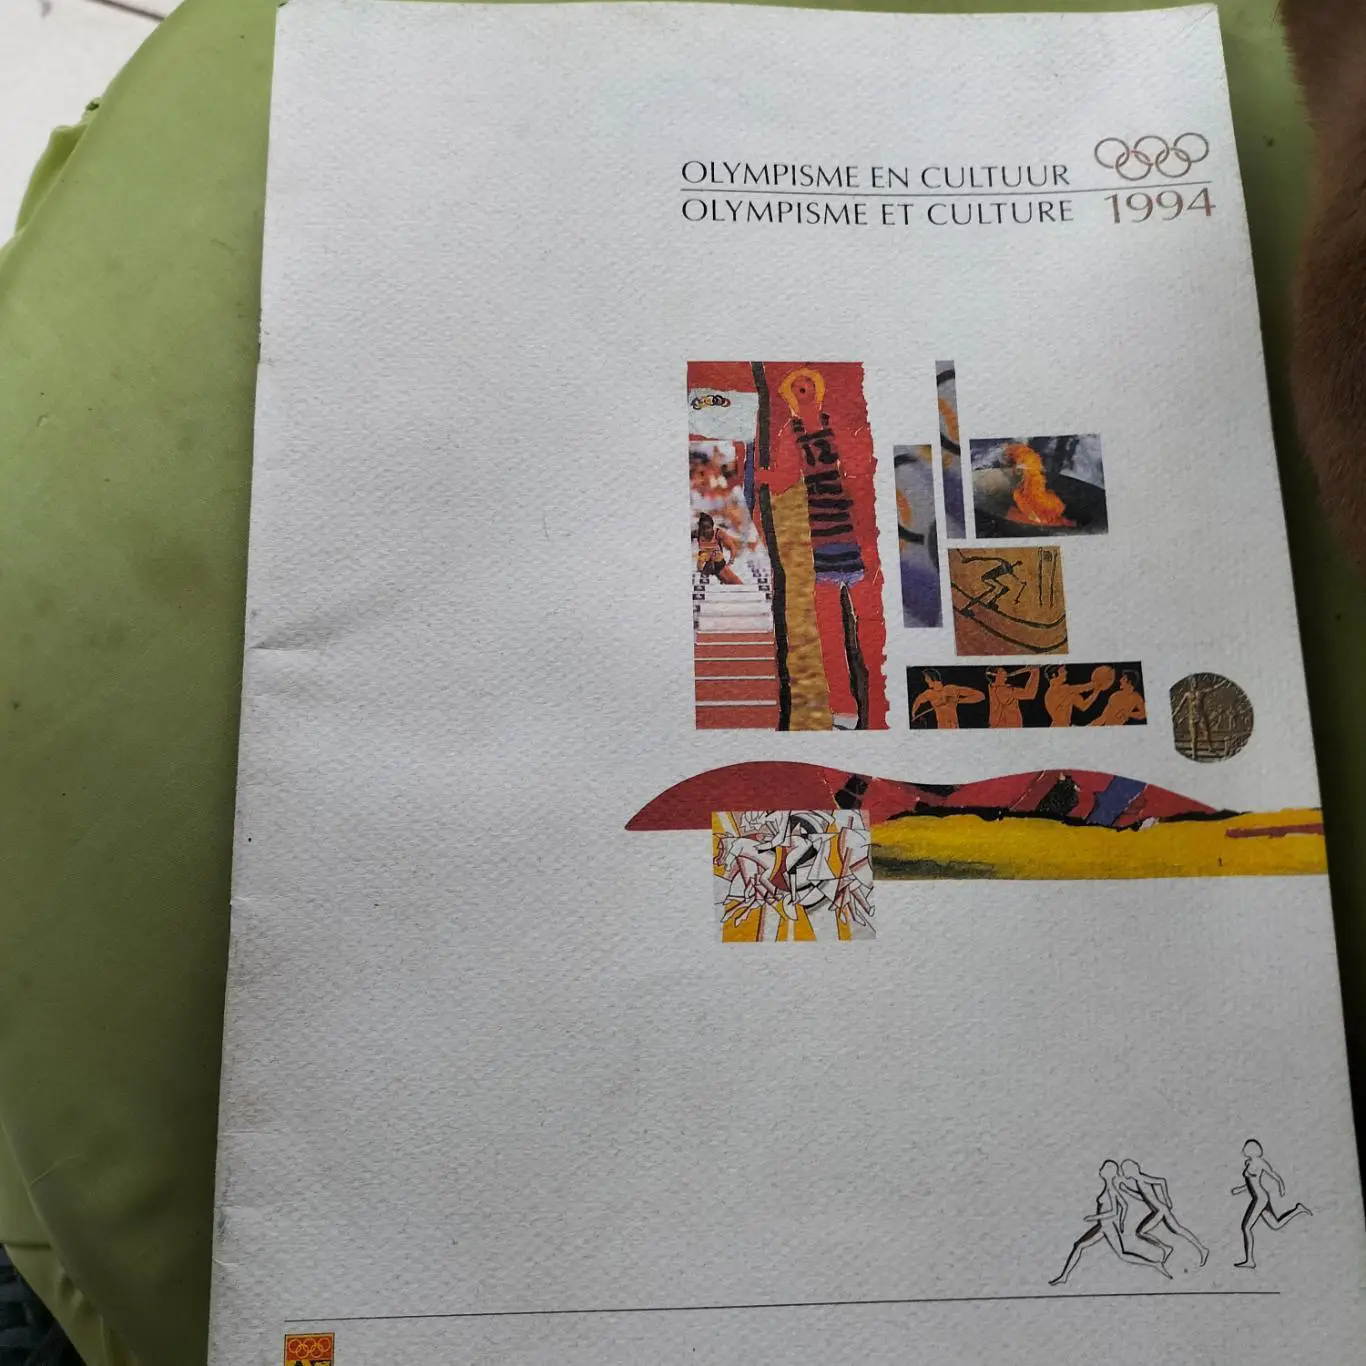 OLYMPISME EN CULTUUR
OLYMPISME ET CULTURE 1994